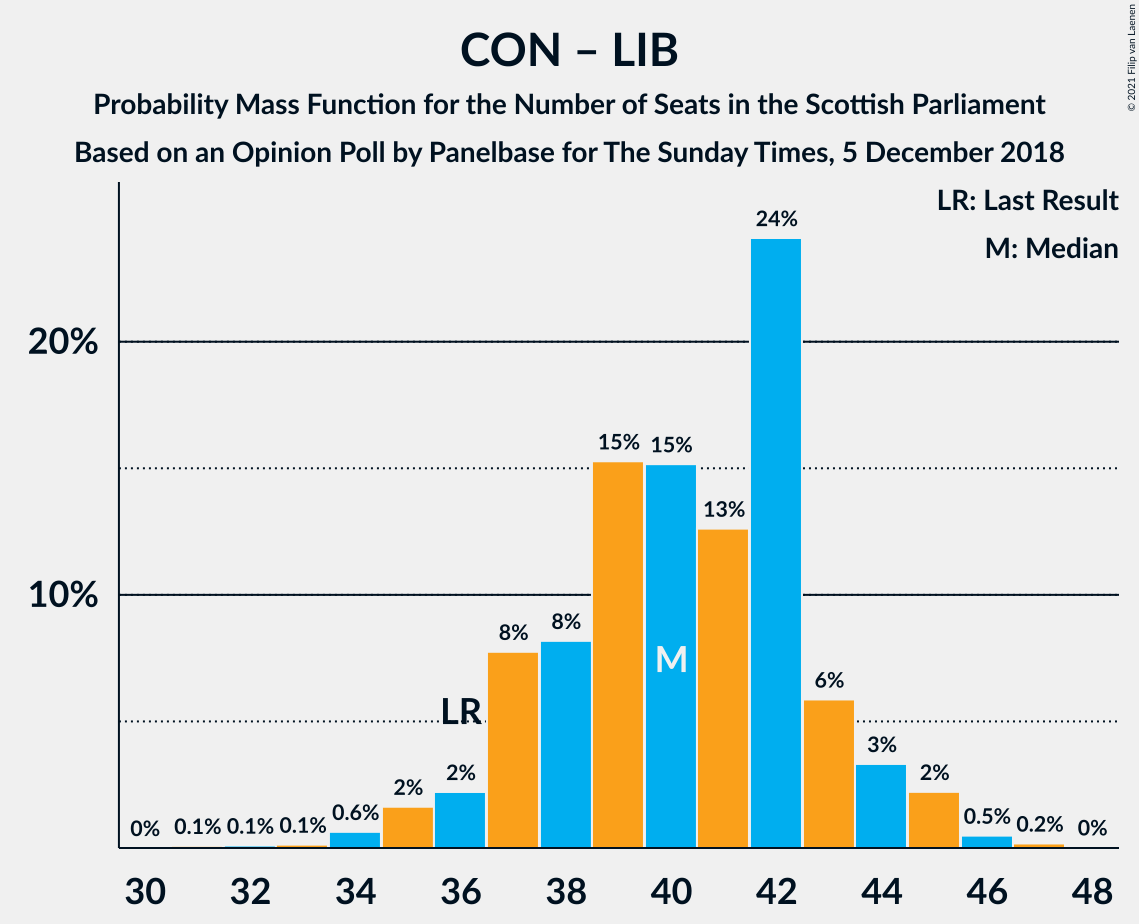 CON – LIB
Probability Mass Function for the Number of Seats in the Scottish Parliament
Based on an Opinion Poll by Panelbase for The Sunday Times, 5 December 2018
© 2021 Filip van Laenen
LR: Last Result
M: Median
24%
20%
15% 15%
13%
10%
8% 8%
M
6%
LR
3%
2% 2% 2%
0% 0.1% 0.1% 0.1% 0.6% 0.5% 0.2% 0%
30 32 34 36 38 40 42 44 46 48